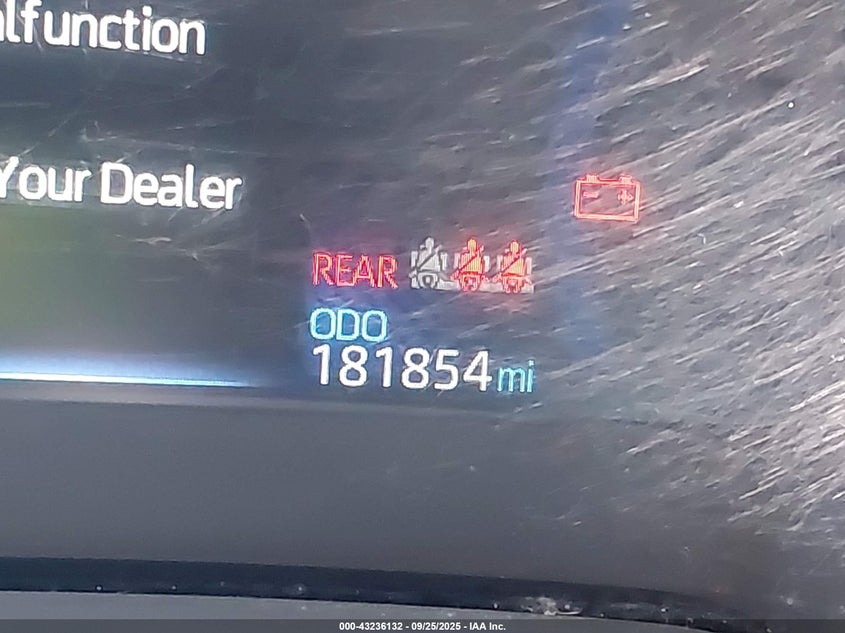 lfunction
Your Dealer
REAR
ODO
181854 mi
000-43236132 - 09/25/2025 - IAA Inc.